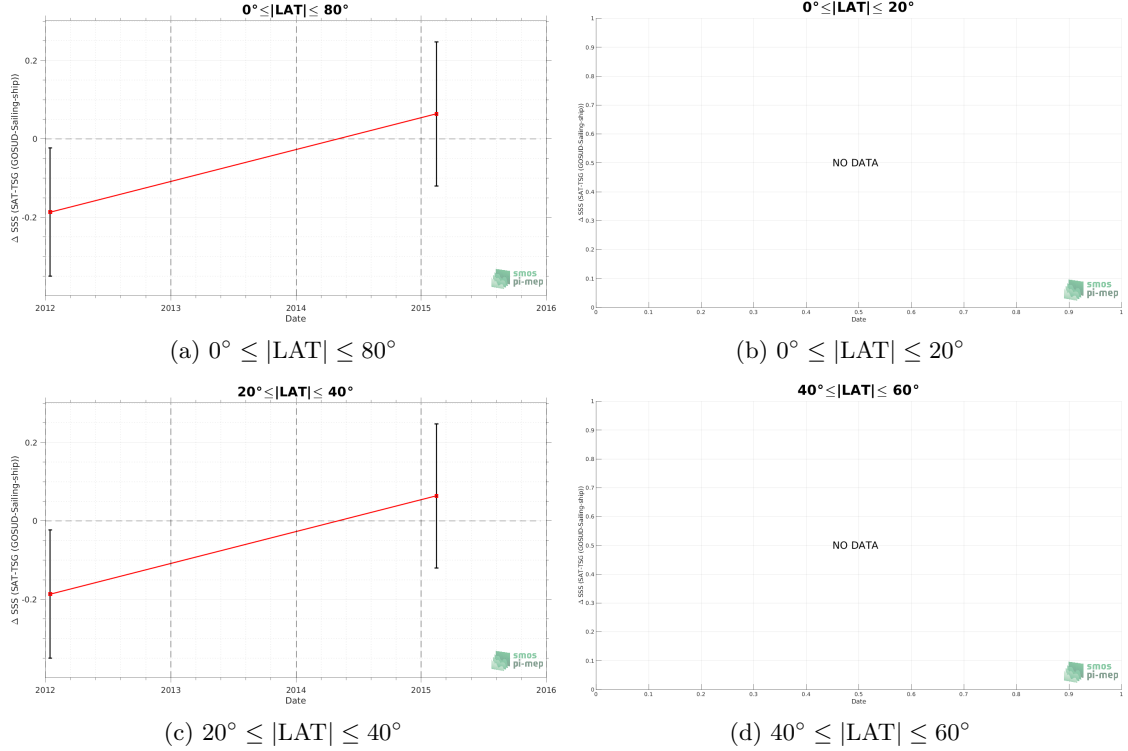 0°≤|LAT|≤ 80°
Δ SSS (SAT-TSG (GOSUD-Sailing-ship))
0.2
0
-0.2
smos
pi-mep
2012 2013 2014 2015 2016
Date
(a) 0° ≤ |LAT| ≤ 80°
0°≤|LAT|≤ 20°
Δ SSS (SAT-TSG (GOSUD-Sailing-ship))
1
0.9
0.8
0.7
0.6
0.5
0.4
0.3
0.2
0.1
0
NO DATA
smos
pi-mep
0 0.1 0.2 0.3 0.4 0.5 0.6 0.7 0.8 0.9 1
Date
(b) 0° ≤ |LAT| ≤ 20°
20°≤|LAT|≤ 40°
Δ SSS (SAT-TSG (GOSUD-Sailing-ship))
0.2
0
-0.2
smos
pi-mep
2012 2013 2014 2015 2016
Date
(c) 20° ≤ |LAT| ≤ 40°
40°≤|LAT|≤ 60°
Δ SSS (SAT-TSG (GOSUD-Sailing-ship))
1
0.9
0.8
0.7
0.6
0.5
0.4
0.3
0.2
0.1
0
NO DATA
smos
pi-mep
0 0.1 0.2 0.3 0.4 0.5 0.6 0.7 0.8 0.9 1
Date
(d) 40° ≤ |LAT| ≤ 60°